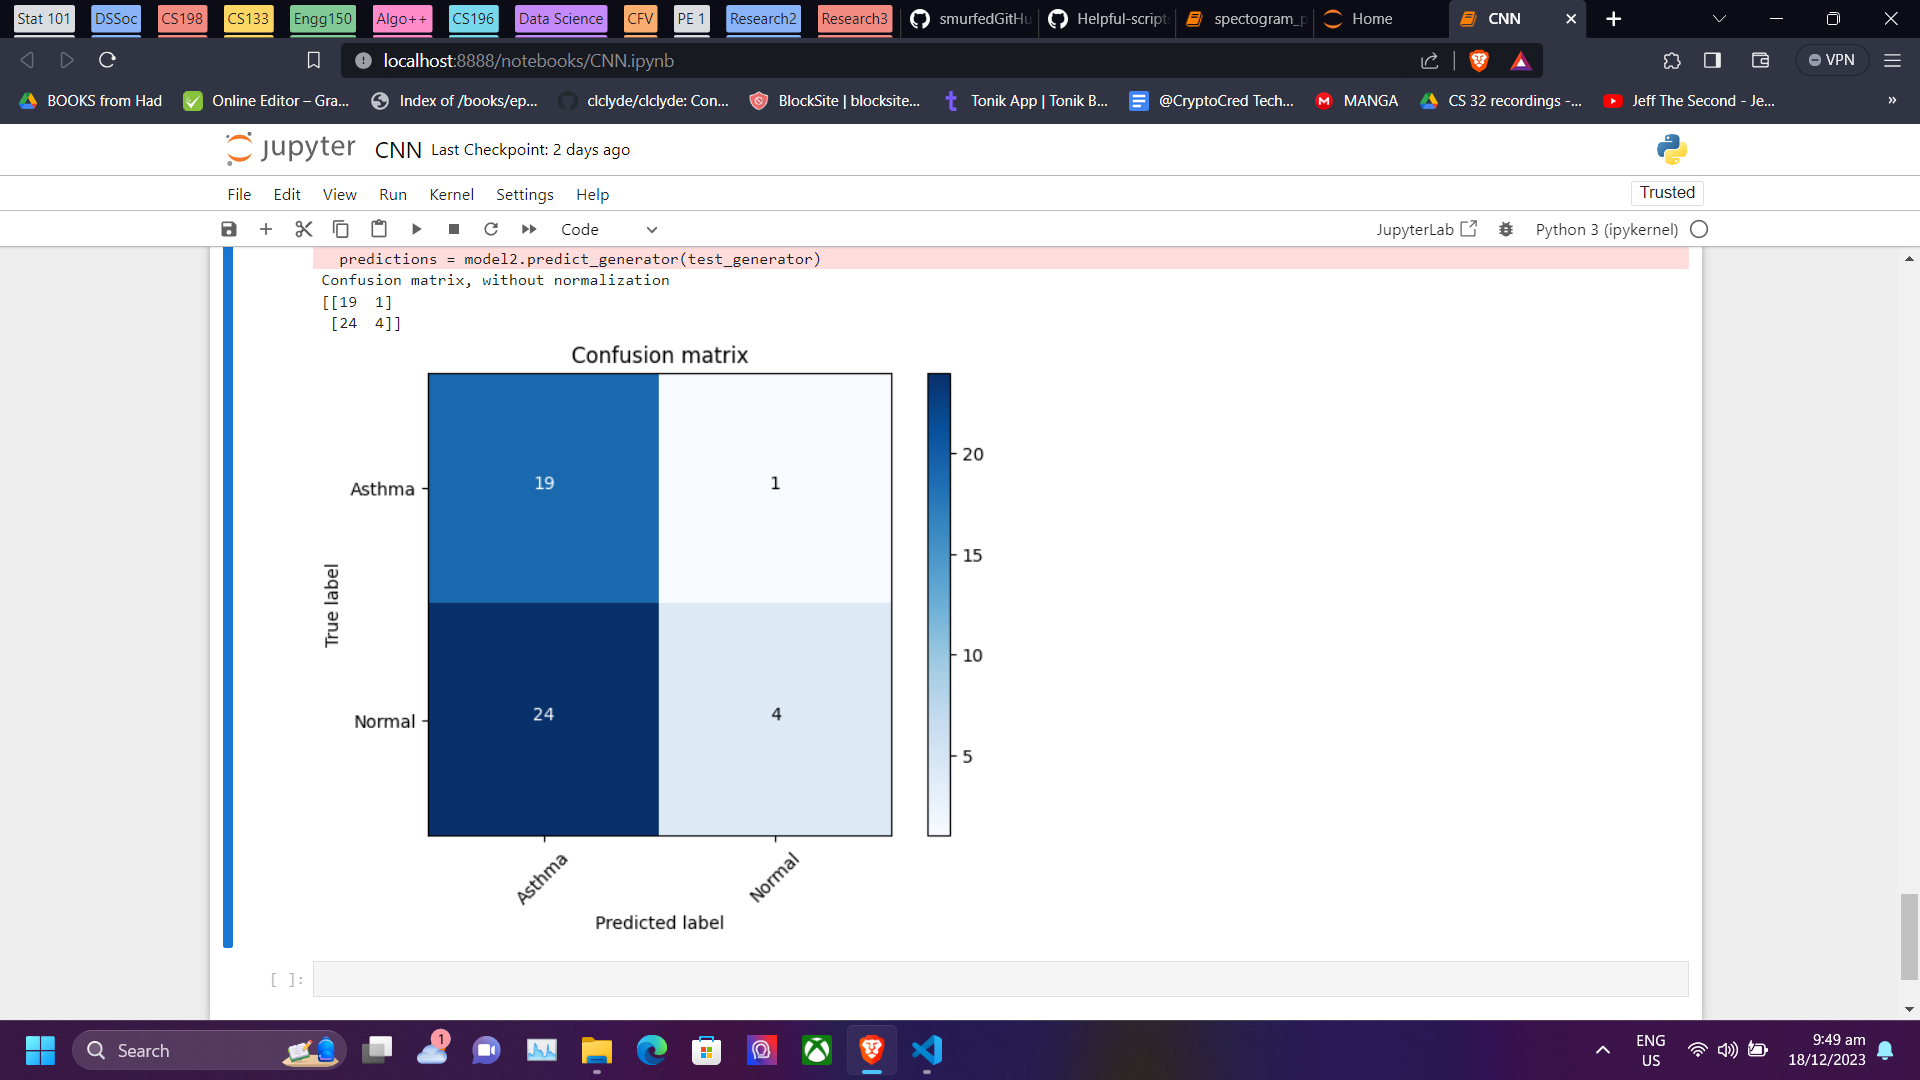 Stat 101 DSSoc CS198 CS133 Engg150 Algo++ CS196 Data Science CFV PE 1 Research2 Research3 smurfedGitHu Helpful-script spectogram_p Home CNN
localhost:8888/notebooks/CNN.ipynb
VPN
BOOKS from Had Online Editor – Gra... Index of /books/ep... clclyde/clclyde: Con... BlockSite | blocksite... Tonik App | Tonik B... @CryptoCred Tech... MANGA CS 32 recordings -... Jeff The Second - Je... »
jupyter CNN Last Checkpoint: 2 days ago
File Edit View Run Kernel Settings Help
Trusted
Code JupyterLab Python 3 (ipykernel)
predictions = model2.predict_generator(test_generator)
Confusion matrix, without normalization
[[19 1]
[24 4]]
Confusion matrix
20
19 1
Asthma
15
True label
10
24 4
Normal
5
Asthma Normal
Predicted label
[ ]:
Search
1
ENG
US
9:49 am
18/12/2023